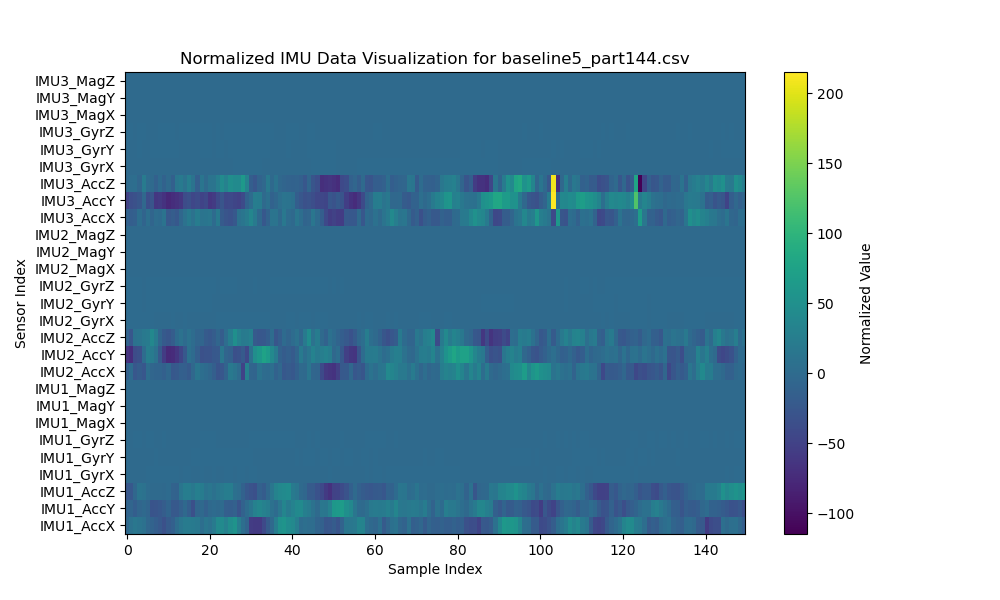 Normalized IMU Data Visualization for baseline5_part144.csv
IMU3_MagZ
IMU3_MagY
IMU3_MagX
IMU3_GyrZ
IMU3_GyrY
IMU3_GyrX
IMU3_AccZ
IMU3_AccY
IMU3_AccX
IMU2_MagZ
IMU2_MagY
IMU2_MagX
IMU2_GyrZ
IMU2_GyrY
IMU2_GyrX
IMU2_AccZ
IMU2_AccY
IMU2_AccX
IMU1_MagZ
IMU1_MagY
IMU1_MagX
IMU1_GyrZ
IMU1_GyrY
IMU1_GyrX
IMU1_AccZ
IMU1_AccY
IMU1_AccX
Sensor Index
0 20 40 60 80 100 120 140
Sample Index
200
150
100
50
0
−50
−100
Normalized Value